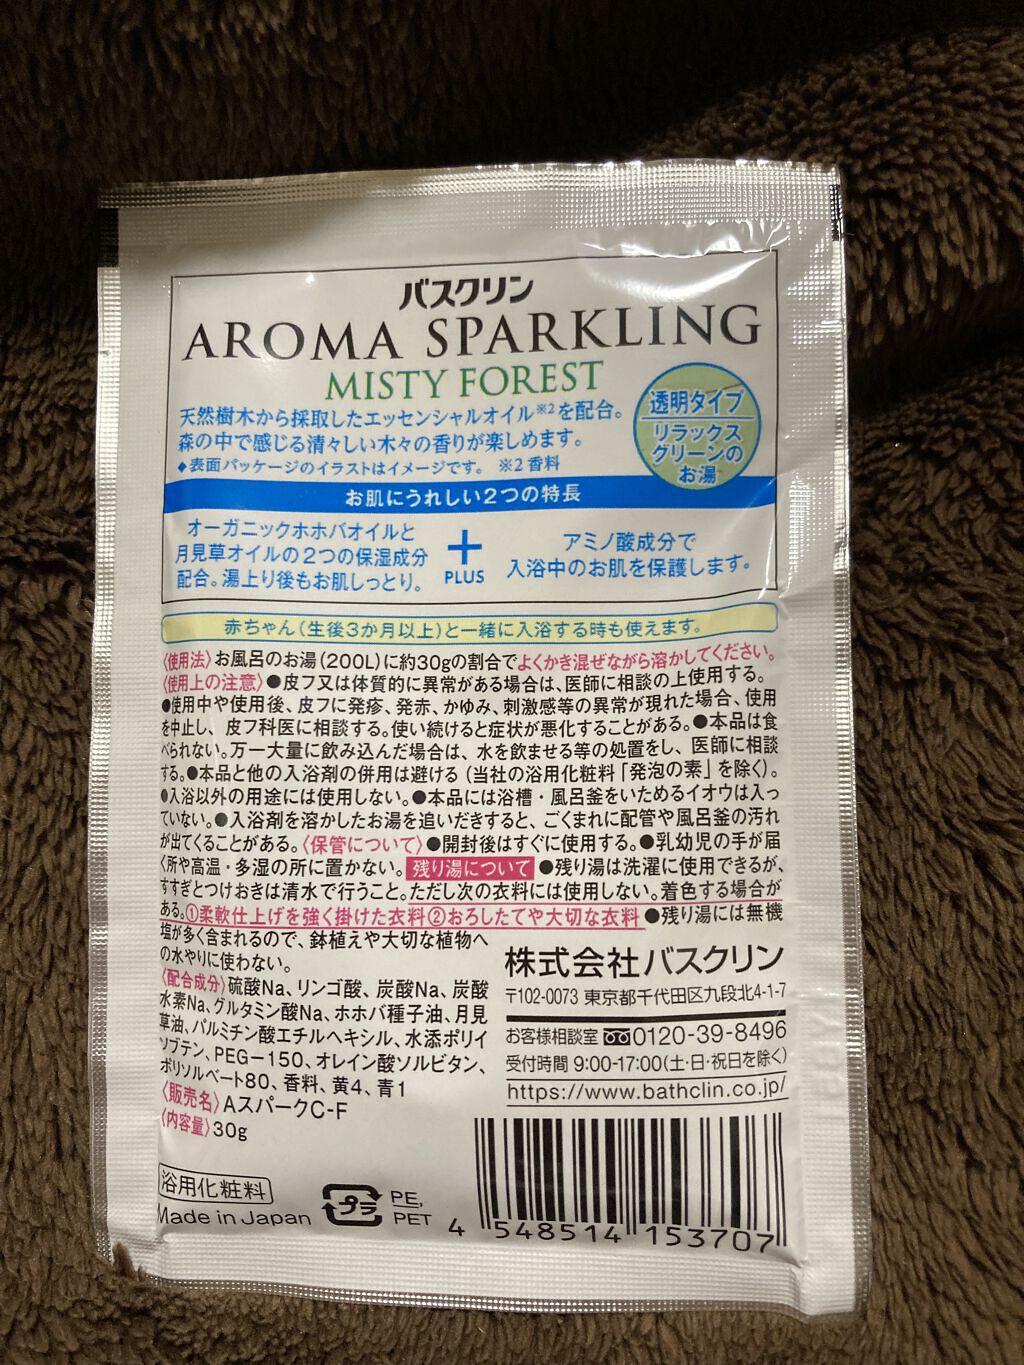 バスクリン
AROMA SPARKLING
MISTY FOREST
天然樹木から採取したエッセンシャルオイル※2を配合。
森の中で感じる清々しい木々の香りが楽しめます。
◆表面パッケージのイラストはイメージです。 ※2 香料
透明タイプ
リラックス
グリーンの
お湯
お肌にうれしい2つの特長
オーガニックホホバオイルと
月見草オイルの2つの保湿成分
配合。湯上り後もお肌しっとり。
+
PLUS
アミノ酸成分で
入浴中のお肌を保護します。
赤ちゃん(生後3か月以上)と一緒に入浴する時も使えます。
〈使用法〉お風呂のお湯(200L)に約30gの割合でよくかき混ぜながら溶かしてください。
〈使用上の注意〉●皮フ又は体質的に異常がある場合は、医師に相談の上使用する。
●使用中や使用後、皮フに発疹、発赤、かゆみ、刺激感等の異常が現れた場合、使用
を中止し、皮フ科医に相談する。使い続けると症状が悪化することがある。●本品は食
べられない。万一大量に飲み込んだ場合は、水を飲ませる等の処置をし、医師に相談
する。●本品と他の入浴剤の併用は避ける(当社の浴用化粧料「発泡の素」を除く)。
●入浴以外の用途には使用しない。●本品には浴槽・風呂釜をいためるイオウは入っ
ていない。●入浴剤を溶かしたお湯を追いだきすると、ごくまれに配管や風呂釜の汚れ
が出てくることがある。〈保管について〉●開封後はすぐに使用する。●乳幼児の手が届
く所や高温・多湿の所に置かない。残り湯について●残り湯は洗濯に使用できるが、
すすぎとつけおきは清水で行うこと。ただし次の衣料には使用しない。着色する場合が
ある。①柔軟仕上げを強く掛けた衣料②おろしたてや大切な衣料●残り湯には無機
塩が多く含まれるので、鉢植えや大切な植物へ
の水やりに使わない。
〈配合成分〉硫酸Na、リンゴ酸、炭酸Na、炭酸
水素Na、グルタミン酸Na、ホホバ種子油、月見
草油、パルミチン酸エチルヘキシル、水添ポリイ
ソブテン、PEG－150、オレイン酸ソルビタン、
ポリソルベート80、香料、黄4、青1
〈販売名〉AスパークC-F
〈内容量〉30g
株式会社バスクリン
〒102-0073 東京都千代田区九段北4-1-7
お客様相談室 0120-39-8496
受付時間 9:00-17:00(土・日・祝日を除く)
https://www.bathclin.co.jp/
浴用化粧料
Made in Japan
プラ
PE,
PET
4 548514 153707